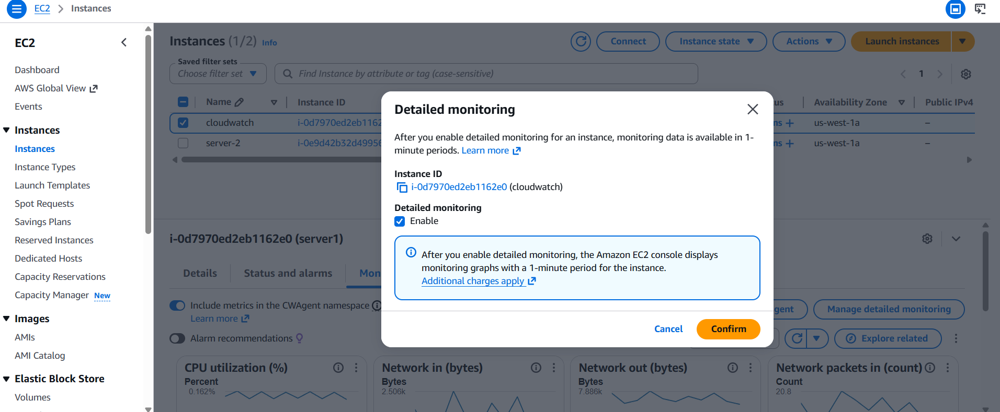 EC2 > Instances
EC2
Dashboard
AWS Global View
Events
Instances
Instances
Instance Types
Launch Templates
Spot Requests
Savings Plans
Reserved Instances
Dedicated Hosts
Capacity Reservations
Capacity Manager New
Images
AMIs
AMI Catalog
Elastic Block Store
Volumes
Instances (1/2) Info
Connect
Instance state
Actions
Launch instances
Saved filter sets
Choose filter set
Find Instance by attribute or tag (case-sensitive)
1
Name Instance ID Availability Zone Public IPv4
cloudwatch i-0d7970ed2eb1162 us-west-1a –
server-2 i-0e9d42b32d4995 us-west-1a –
Detailed monitoring
After you enable detailed monitoring for an instance, monitoring data is available in 1-
minute periods. Learn more
Instance ID
i-0d7970ed2eb1162e0 (cloudwatch)
Detailed monitoring
Enable
After you enable detailed monitoring, the Amazon EC2 console displays
monitoring graphs with a 1-minute period for the instance.
Additional charges apply
Cancel
Confirm
i-0d7970ed2eb1162e0 (server1)
Details
Status and alarms
Mon
Include metrics in the CWAgent namespace
Learn more
gent
Manage detailed monitoring
Alarm recommendations
Explore related
CPU utilization (%)
Percent
0.162%
Network in (bytes)
Bytes
2.506k
Network out (bytes)
Bytes
7.886k
Network packets in (count)
Count
20.8